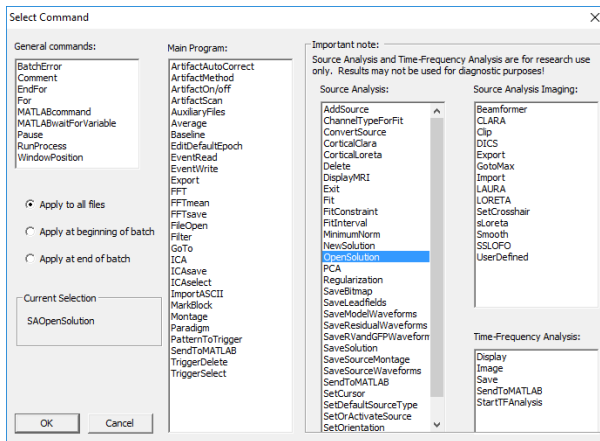 Select Command
General commands:
BatchError
Comment
EndFor
For
MATLABcommand
MATLABwaitForVariable
Pause
RunProcess
WindowPosition
Apply to all files
Apply at beginning of batch
Apply at end of batch
Current Selection
SAOpenSolution
OK
Cancel
Main Program:
ArtifactAutoCorrect
ArtifactMethod
ArtifactOn/off
ArtifactScan
AuxiliaryFiles
Average
Baseline
EditDefaultEpoch
EventRead
EventWrite
Export
FFT
FFTmean
FFTsave
FileOpen
Filter
GoTo
ICA
ICAsave
ICAselect
ImportASCII
MarkBlock
Montage
Paradigm
PatternToTrigger
SendToMATLAB
TriggerDelete
TriggerSelect
Important note:
Source Analysis and Time-Frequency Analysis are for research use
only. Results may not be used for diagnostic purposes!
Source Analysis:
AddSource
ChannelTypeForFit
ConvertSource
CorticalClara
CorticalLoreta
Delete
DisplayMRI
Exit
Fit
FitConstraint
FitInterval
MinimumNorm
NewSolution
OpenSolution
PCA
Regularization
SaveBitmap
SaveLeadfields
SaveModelWaveforms
SaveResidualWaveforms
SaveRVandGFPWaveform
SaveSolution
SaveSourceMontage
SaveSourceWaveforms
SendToMATLAB
SetCursor
SetDefaultSourceType
SetOrActivateSource
SetOrientation
Source Analysis Imaging:
Beamformer
CLARA
Clip
DICS
Export
GotoMax
Import
LAURA
LORETA
SetCrosshair
sLoreta
Smooth
SSLOFO
UserDefined
Time-Frequency Analysis:
Display
Image
Save
SendToMATLAB
StartTFAnalysis